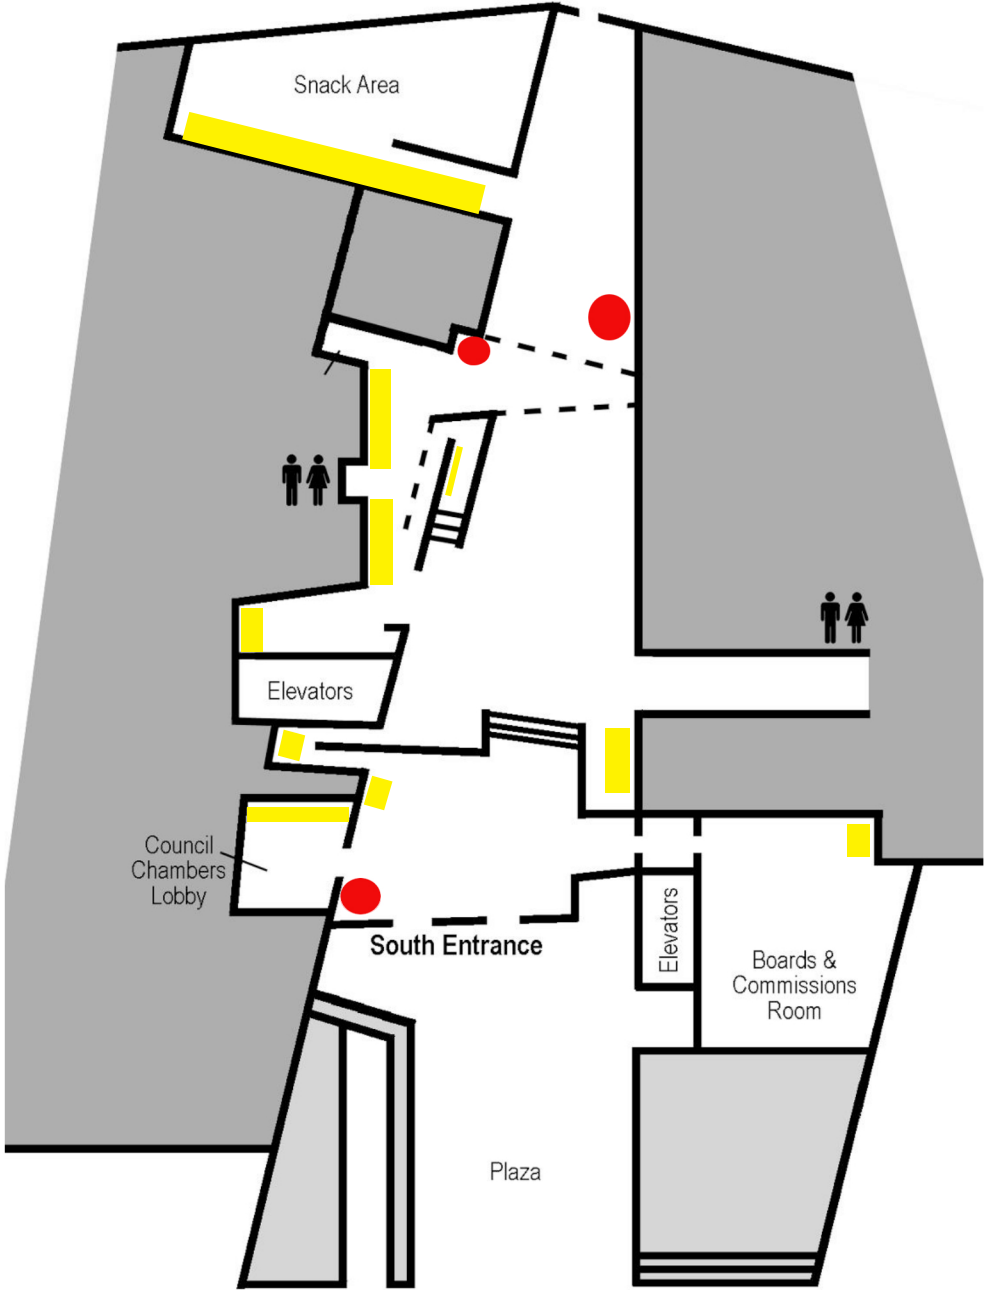 Snack Area
Elevators
Council
Chambers
Lobby
South Entrance
Elevators
Boards &
Commissions
Room
Plaza